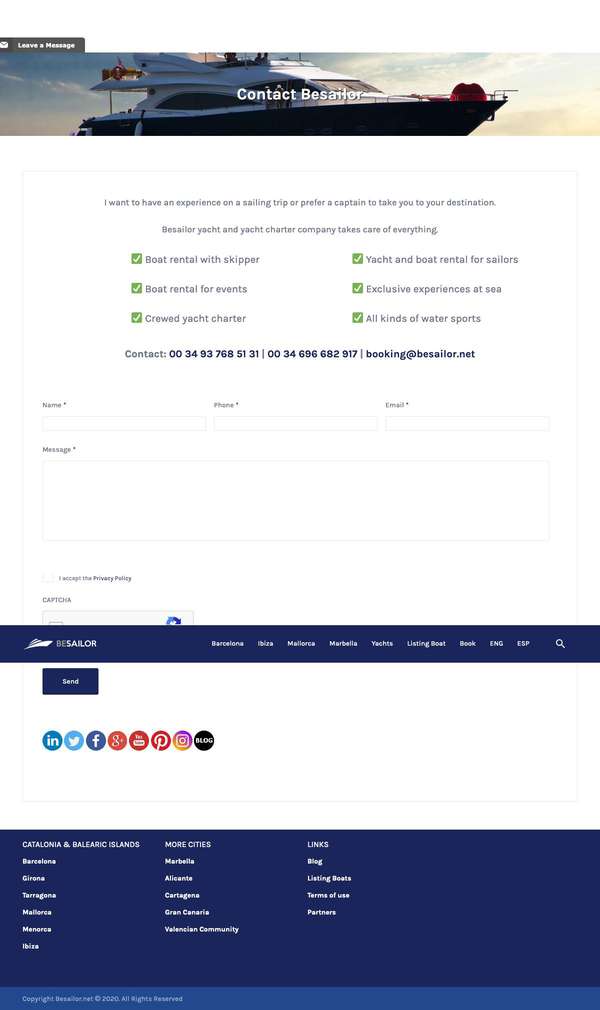 Leave a Message
Contact Besailor
I want to have an experience on a sailing trip or prefer a captain to take you to your destination.
Besailor yacht and yacht charter company takes care of everything.
✅ Boat rental with skipper
✅ Yacht and boat rental for sailors
✅ Boat rental for events
✅ Exclusive experiences at sea
✅ Crewed yacht charter
✅ All kinds of water sports
Contact: 00 34 93 768 51 31 | 00 34 696 682 917 | booking@besailor.net
Name *
Phone *
Email *
Message *
I accept the Privacy Policy
CAPTCHA
BESAILOR
Barcelona Ibiza Mallorca Marbella Yachts Listing Boat Book ENG ESP
Send
in
f
g+
You Tube
BLOG
CATALONIA & BALEARIC ISLANDS
Barcelona
Girona
Tarragona
Mallorca
Menorca
Ibiza
MORE CITIES
Marbella
Alicante
Cartagena
Gran Canaria
Valencian Community
LINKS
Blog
Listing Boats
Terms of use
Partners
Copyright Besailor.net © 2020. All Rights Reserved